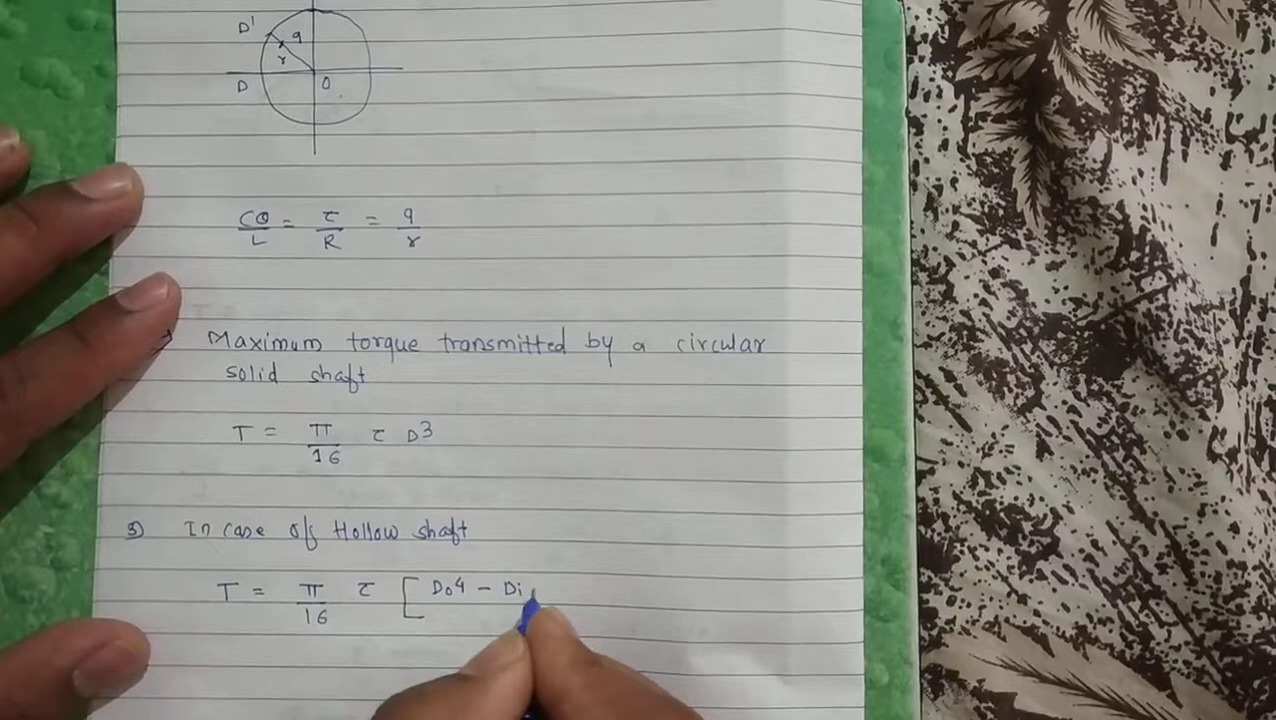 D' q
r
D O
Cθ/L = τ/R = q/r
Maximum torque transmitted by a circular
solid shaft
T = π/16 τ D3
3) In case of Hollow shaft
T = π/16 τ [ Do4 - Di